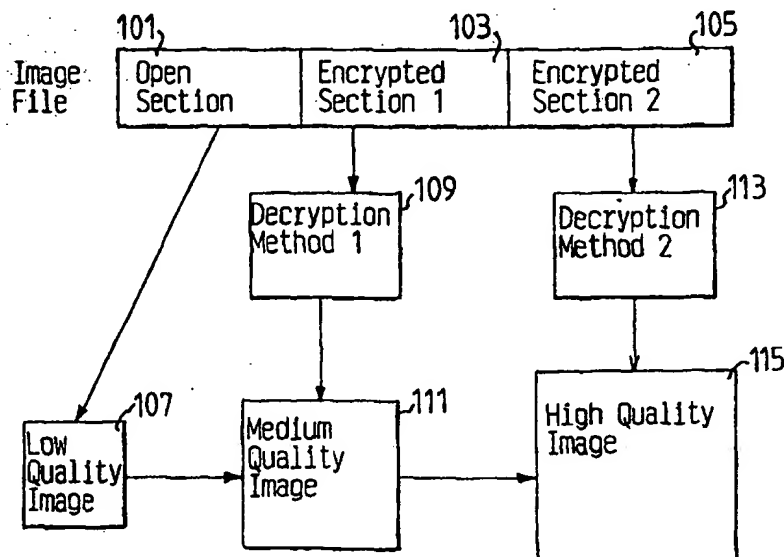 101
103
105
Image
File
Open
Section
Encrypted
Section 1
Encrypted
Section 2
109
Decryption
Method 1
113
Decryption
Method 2
107
Low
Quality
Image
111
Medium
Quality
Image
115
High Quality
Image